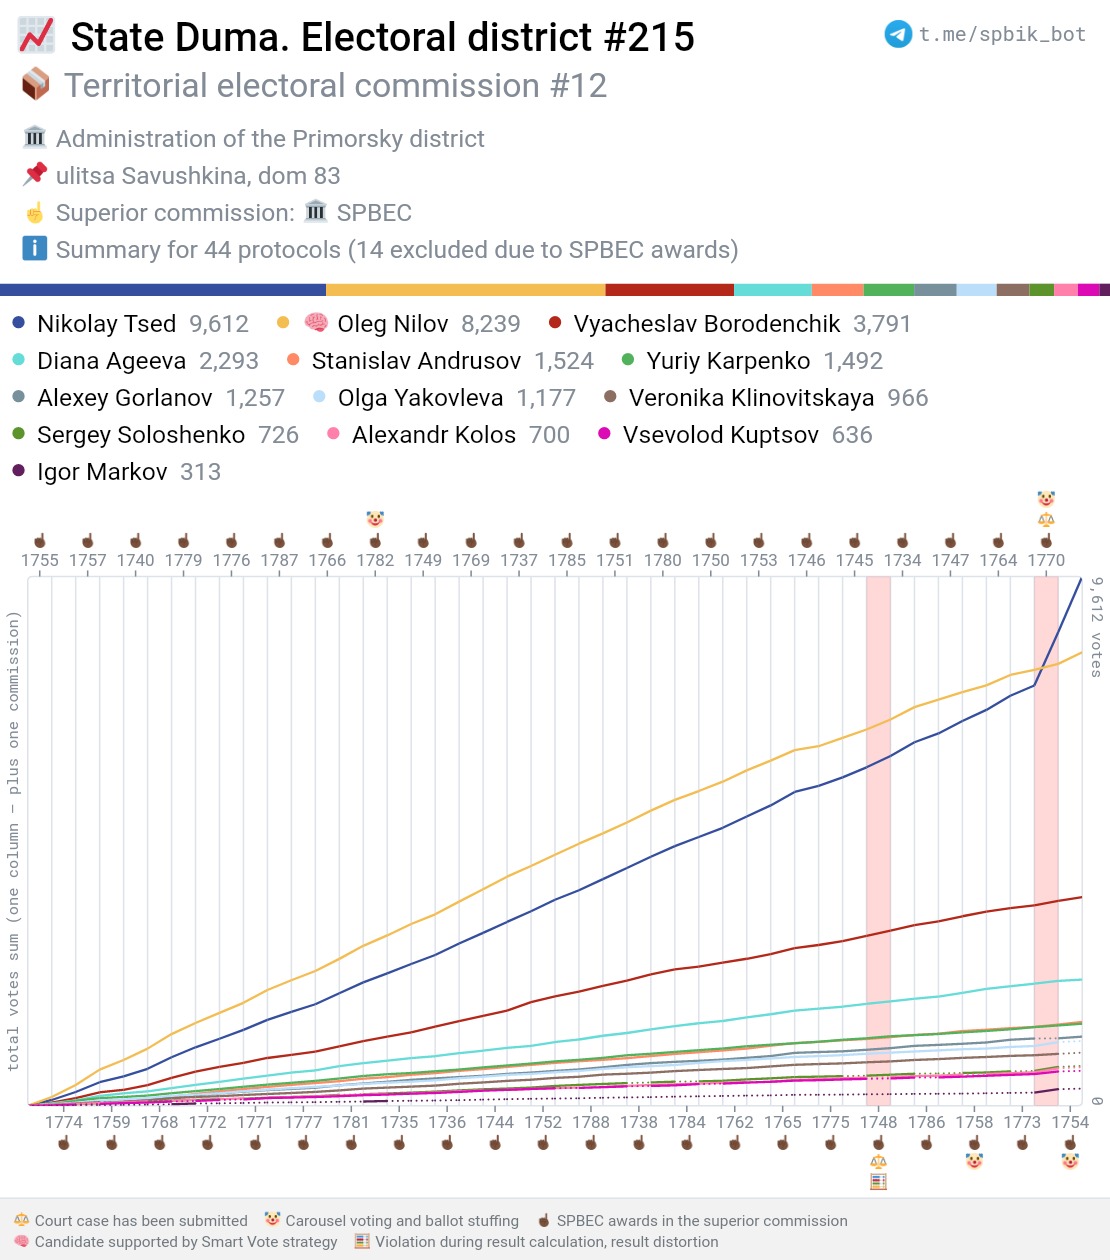 State Duma. Electoral district #215
t.me/spbik_bot
Territorial electoral commission #12
Administration of the Primorsky district
ulitsa Savushkina, dom 83
Superior commission: SPBEC
Summary for 44 protocols (14 excluded due to SPBEC awards)
Nikolay Tsed 9,612 Oleg Nilov 8,239 Vyacheslav Borodenchik 3,791
Diana Ageeva 2,293 Stanislav Andrusov 1,524 Yuriy Karpenko 1,492
Alexey Gorlanov 1,257 Olga Yakovleva 1,177 Veronika Klinovitskaya 966
Sergey Soloshenko 726 Alexandr Kolos 700 Vsevolod Kuptsov 636
Igor Markov 313
1755 1757 1740 1779 1776 1787 1766 1782 1749 1769 1737 1785 1751 1780 1750 1753 1746 1745 1734 1747 1764 1770
9,612 votes
total votes sum (one column – plus one commission)
0
1774 1759 1768 1772 1771 1777 1781 1735 1736 1744 1752 1788 1738 1784 1762 1765 1775 1748 1786 1758 1773 1754
Court case has been submitted Carousel voting and ballot stuffing SPBEC awards in the superior commission
Candidate supported by Smart Vote strategy Violation during result calculation, result distortion